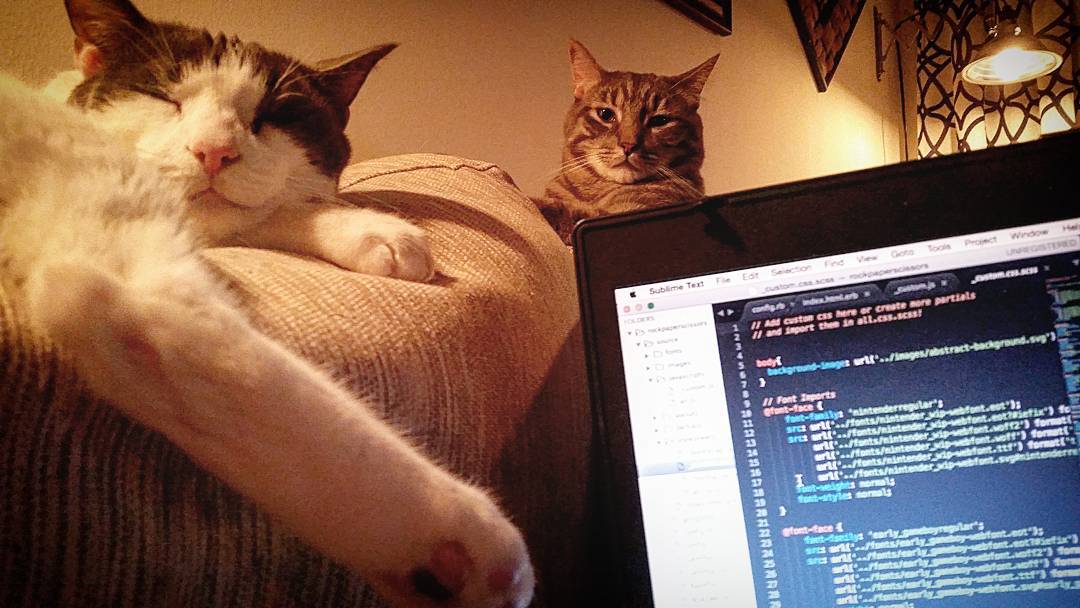 Sublime Text File Edit Selection Find View Goto Tools Project Window Help
_custom.css.scss — rockpaperscissors
UNREGISTERED
FOLDERS
rockpaperscissors
source
fonts
images
javascripts
config.rb index.html.erb _custom.js _custom.css.scss
1 // Add custom css here or create more partials
2 // and import them in all.css.scss!
3
4
5 body{
6 background-image: url('../images/abstract-background.svg')
7 }
8
9 // Font Imports
10 @font-face {
11 font-family: 'nintenderregular';
12 src: url('../fonts/nintender_wip-webfont.eot');
13 src: url('../fonts/nintender_wip-webfont.eot?#iefix') format
14 url('../fonts/nintender_wip-webfont.woff2') format(
15 url('../fonts/nintender_wip-webfont.woff') format(
16 url('../fonts/nintender_wip-webfont.ttf') format(
17 url('../fonts/nintender_wip-webfont.svg#nintenderre
18 font-weight: normal;
19 font-style: normal;
20 }
21
22 @font-face {
23 font-family: 'early_gameboyregular';
24 src: url('../fonts/early_gameboy-webfont.eot');
25 src: url('../fonts/early_gameboy-webfont.eot?#iefix')
26 url('../fonts/early_gameboy-webfont.woff2') f
url('../fonts/early_gameboy-webfont.woff')
url('../fonts/early_gameboy-webfont.ttf')